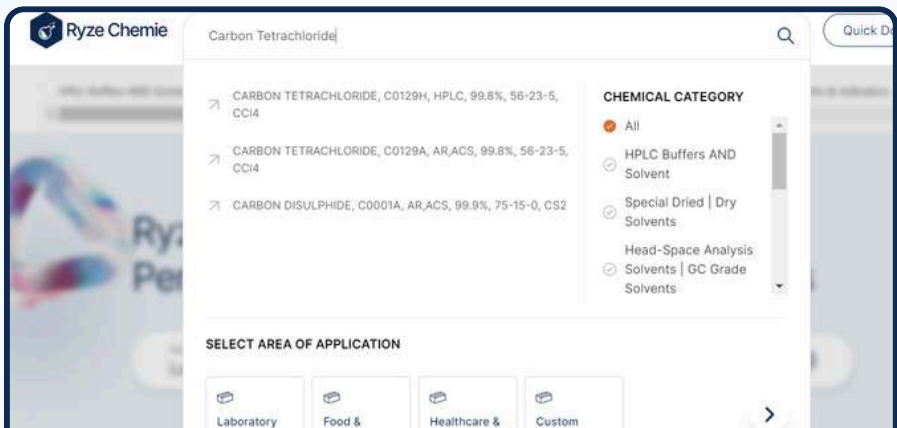 Ryze Chemie
Carbon Tetrachloride
Quick Do
CARBON TETRACHLORIDE, C0129H, HPLC, 99.8%, 56-23-5,
CCl4
CARBON TETRACHLORIDE, C0129A, AR,ACS, 99.8%, 56-23-5,
CCl4
CARBON DISULPHIDE, C0001A, AR,ACS, 99.9%, 75-15-0, CS2
CHEMICAL CATEGORY
All
HPLC Buffers AND
Solvent
Special Dried | Dry
Solvents
Head-Space Analysis
Solvents | GC Grade
Solvents
Ryz
Per
SELECT AREA OF APPLICATION
Laboratory
Food &
Healthcare &
Custom